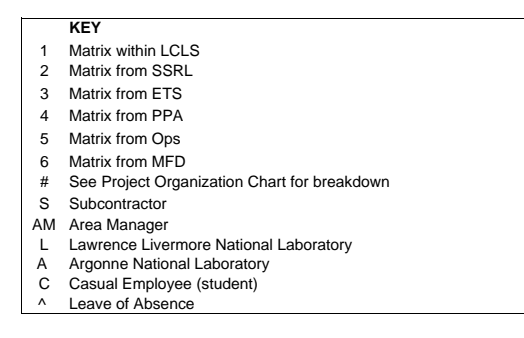 KEY
1 Matrix within LCLS
2 Matrix from SSRL
3 Matrix from ETS
4 Matrix from PPA
5 Matrix from Ops
6 Matrix from MFD
# See Project Organization Chart for breakdown
S Subcontractor
AM Area Manager
L Lawrence Livermore National Laboratory
A Argonne National Laboratory
C Casual Employee (student)
^ Leave of Absence